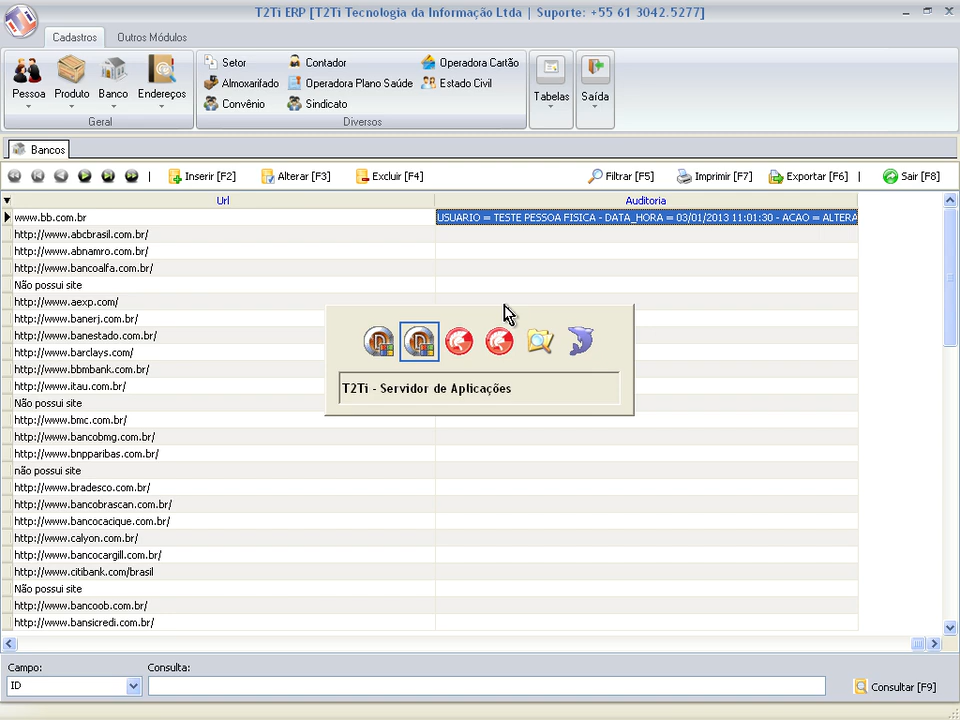 T2Ti ERP [T2Ti Tecnologia da Informação Ltda | Suporte: +55 61 3042.5277]
Cadastros Outros Módulos
Pessoa Produto Banco Endereços
Geral
Setor Contador Operadora Cartão
Almoxarifado Operadora Plano Saúde Estado Civil
Convênio Sindicato
Diversos
Tabelas Saída
Bancos
Inserir [F2] Alterar [F3] Excluir [F4] Filtrar [F5] Imprimir [F7] Exportar [F6] Sair [F8]
Url Auditoria
www.bb.com.br USUARIO = TESTE PESSOA FISICA - DATA_HORA = 03/01/2013 11:01:30 - ACAO = ALTERA
http://www.abcbrasil.com.br/
http://www.abnamro.com.br/
http://www.bancoalfa.com.br/
Não possui site
http://www.aexp.com/
http://www.banerj.com.br/
http://www.banestado.com.br/
http://www.barclays.com/
http://www.bbmbank.com.br/
http://www.itau.com.br/
Não possui site
http://www.bmc.com.br/
http://www.bancobmg.com.br/
http://www.bnpparibas.com.br/
não possui site
http://www.bradesco.com.br/
http://www.bancobrascan.com.br/
http://www.bancocacique.com.br/
http://www.calyon.com.br/
http://www.bancocargill.com.br/
http://www.citibank.com/brasil
Não possui site
http://www.bancoob.com.br/
http://www.bansicredi.com.br/
T2Ti - Servidor de Aplicações
Campo: Consulta:
ID Consultar [F9]